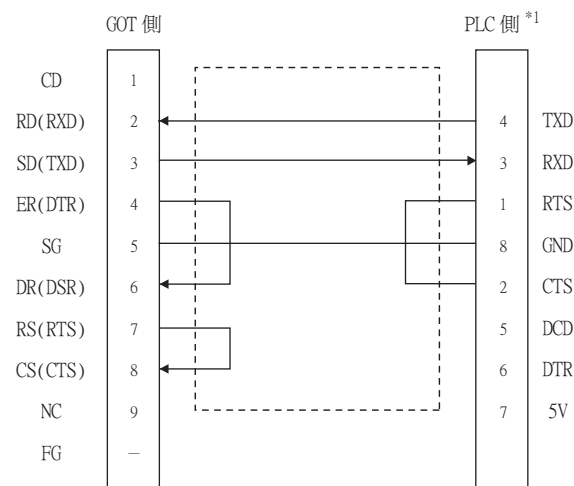 GOT 側 PLC 側 *1
CD 1
RD(RXD) 2 4 TXD
SD(TXD) 3 3 RXD
ER(DTR) 4 1 RTS
SG 5 8 GND
DR(DSR) 6 2 CTS
RS(RTS) 7 5 DCD
CS(CTS) 8 6 DTR
NC 9 7 5V
FG –